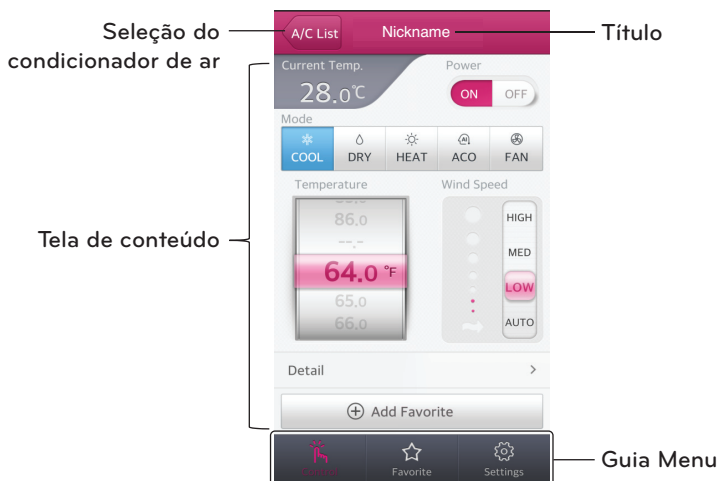 Seleção do
condicionador de ar
A/C List
Nickname
Título
Current Temp.
28.0℃
Power
ON
OFF
Mode
COOL
DRY
HEAT
AI
ACO
FAN
Temperature
Wind Speed
86.0
--.-
64.0 °F
65.0
66.0
HIGH
MED
LOW
AUTO
Tela de conteúdo
Detail >
Add Favorite
Favorite
Settings
Guia Menu